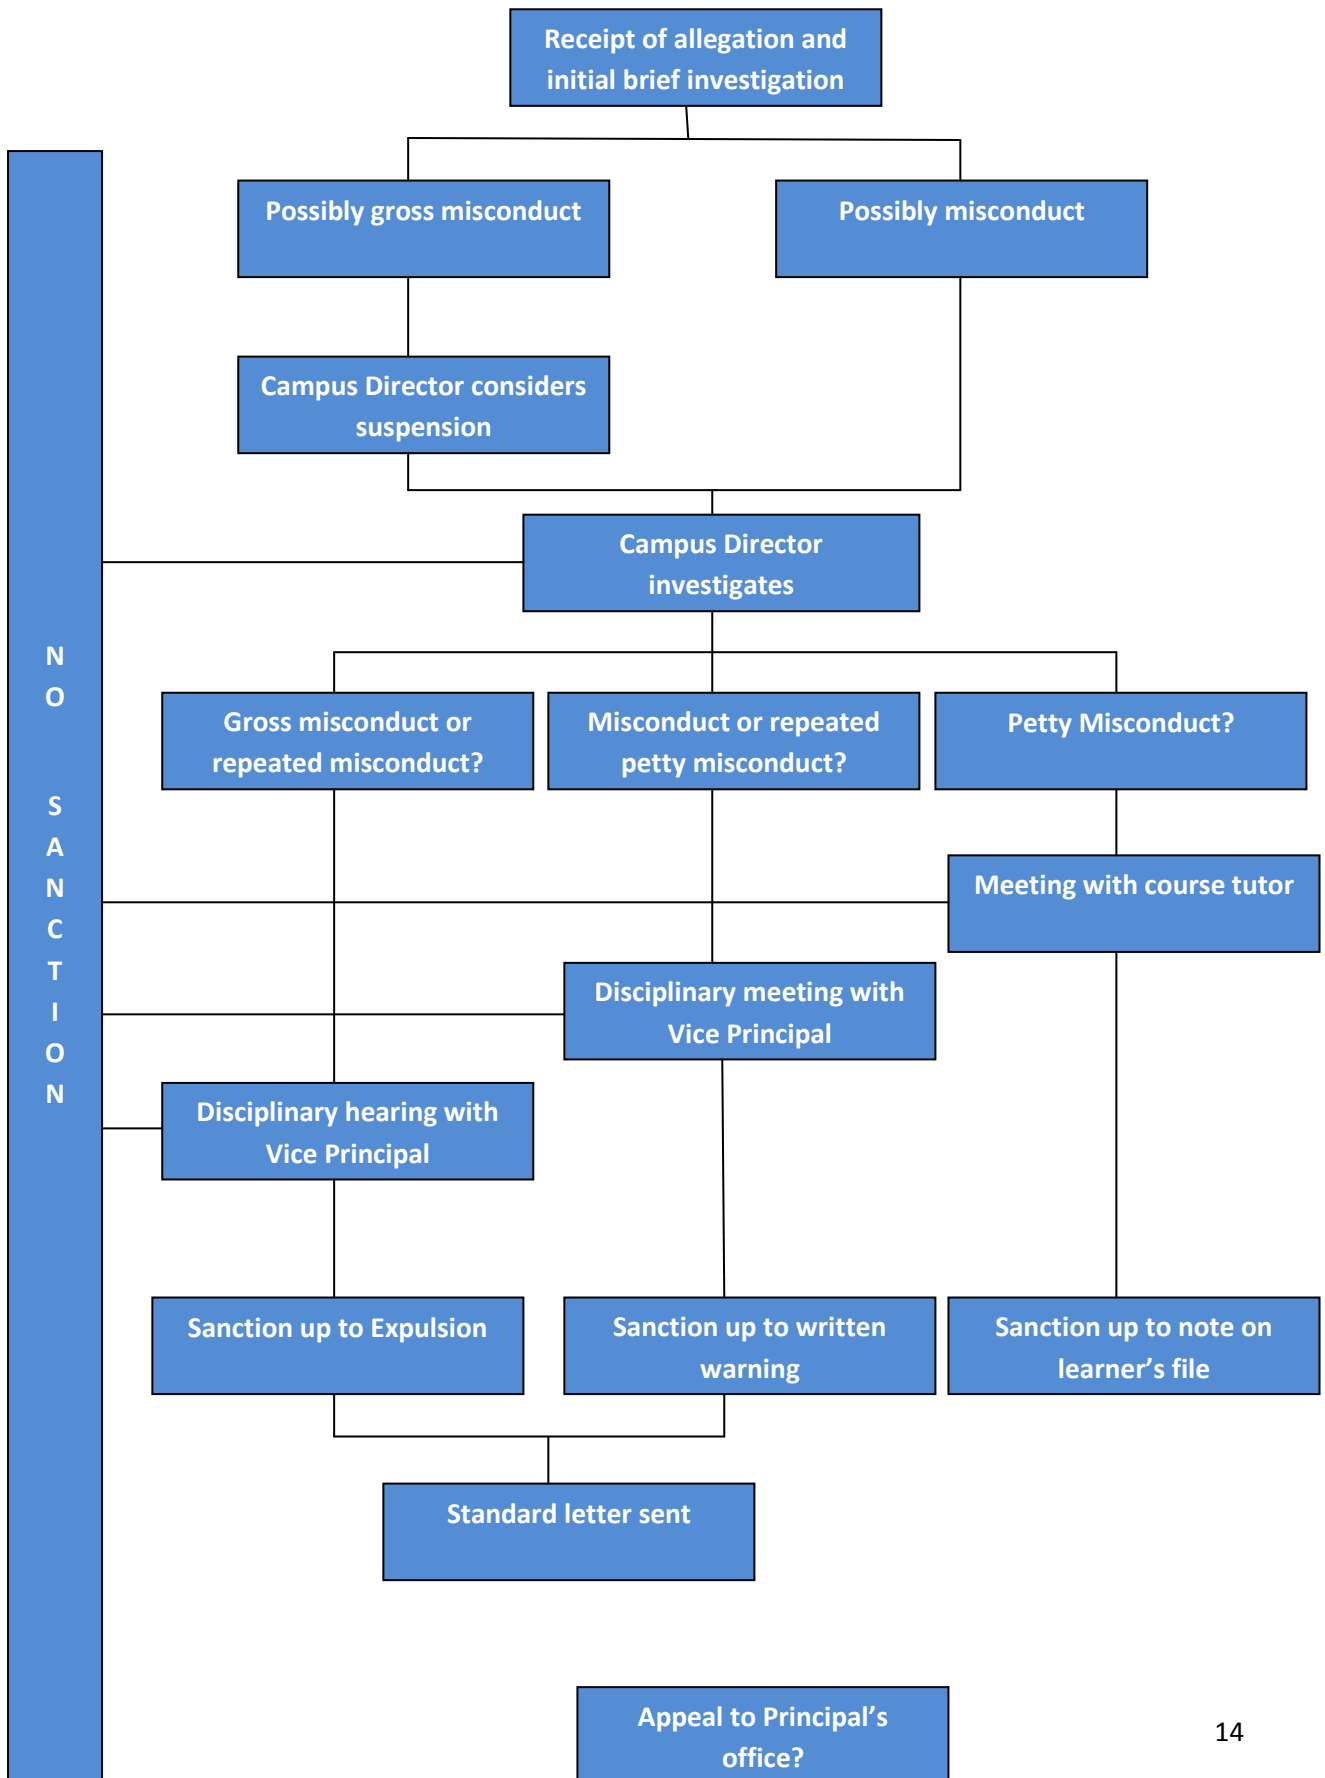 Receipt of allegation and
initial brief investigation
Possibly gross misconduct
Possibly misconduct
Campus Director considers
suspension
Campus Director
investigates
N
O
S
A
N
C
T
I
O
N
Gross misconduct or
repeated misconduct?
Misconduct or repeated
petty misconduct?
Petty Misconduct?
Meeting with course tutor
Disciplinary meeting with
Vice Principal
Disciplinary hearing with
Vice Principal
Sanction up to Expulsion
Sanction up to written
warning
Sanction up to note on
learner’s file
Standard letter sent
Appeal to Principal’s
office?
14